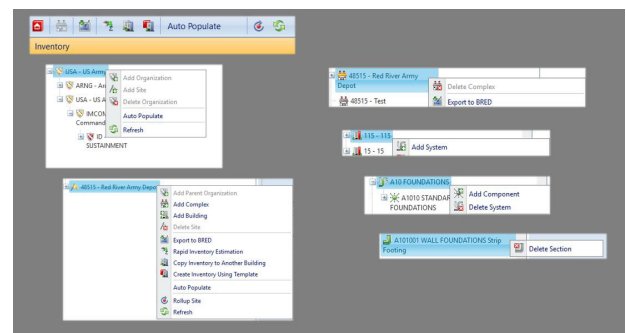 Auto Populate
Inventory
USA - US Army
ARNG - Ar
USA - US A
IMCOM
Command
ID
SUSTAINMENT
Add Organization
Add Site
Delete Organization
Auto Populate
Refresh
48515 - Red River Army Depo
Add Parent Organization
Add Complex
Add Building
Delete Site
Export to BRED
Rapid Inventory Estimation
Copy Inventory to Another Building
Create Inventory Using Template
Auto Populate
Rollup Site
Refresh
48515 - Red River Army
Depot
48515 - Test
Delete Complex
Export to BRED
115 - 115
15 - 15
Add System
A10 FOUNDATIONS
A1010 STANDAR
FOUNDATIONS
Add Component
Delete System
A101001 WALL FOUNDATIONS Strip
Footing
Delete Section